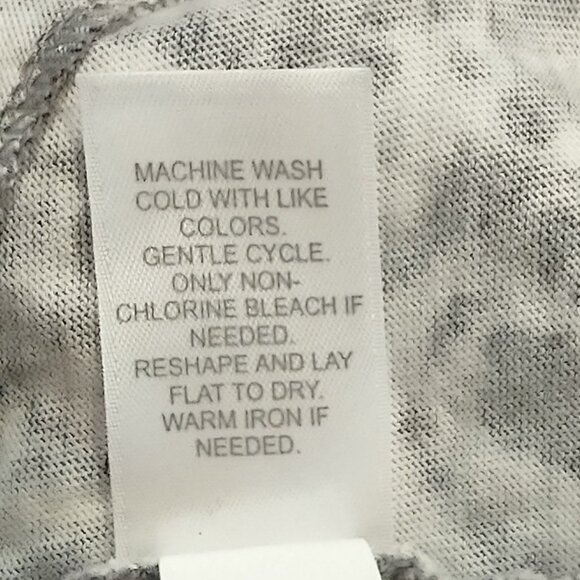 MACHINE WASH
COLD WITH LIKE
COLORS.
GENTLE CYCLE.
ONLY NON-
CHLORINE BLEACH IF
NEEDED.
RESHAPE AND LAY
FLAT TO DRY.
WARM IRON IF
NEEDED.